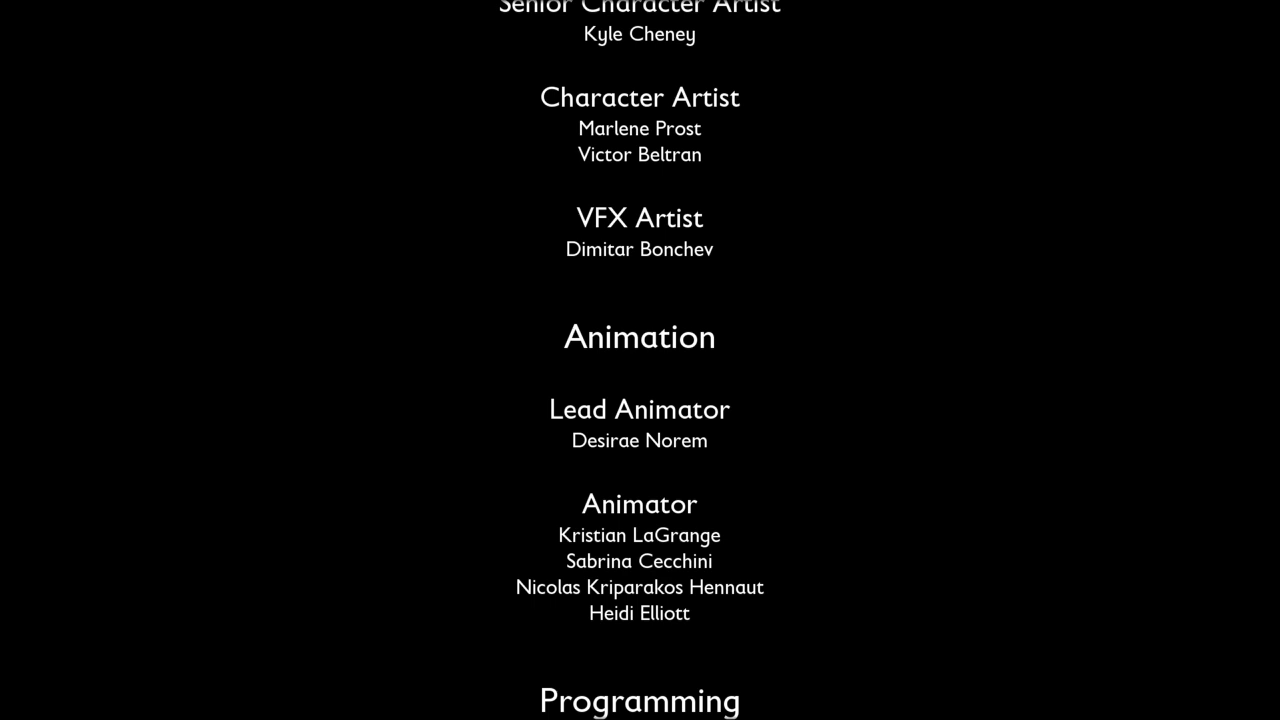 Senior Character Artist
Kyle Cheney
Character Artist
Marlene Prost
Victor Beltran
VFX Artist
Dimitar Bonchev
Animation
Lead Animator
Desirae Norem
Animator
Kristian LaGrange
Sabrina Cecchini
Nicolas Kriparakos Hennaut
Heidi Elliott
Programming